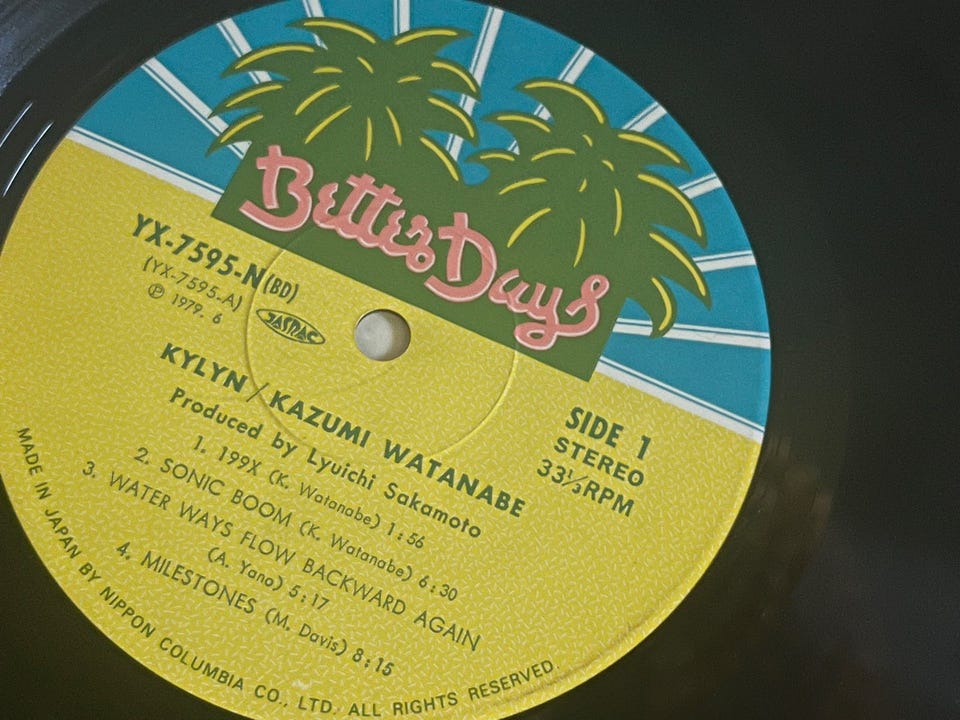 Better Days
YX-7595-N(BD)
(YX-7595-A)
℗ 1979. 6
JASRAC
KYLYN / KAZUMI WATANABE
Produced by Lyuichi Sakamoto
SIDE 1
STEREO
33⅓RPM
1. 199X (K. Watanabe) 1:56
2. SONIC BOOM (K. Watanabe) 6:30
3. WATER WAYS FLOW BACKWARD AGAIN
(A. Yano) 5:17
4. MILESTONES (M. Davis) 8:15
MADE IN JAPAN BY NIPPON COLUMBIA CO., LTD. ALL RIGHTS RESERVED.